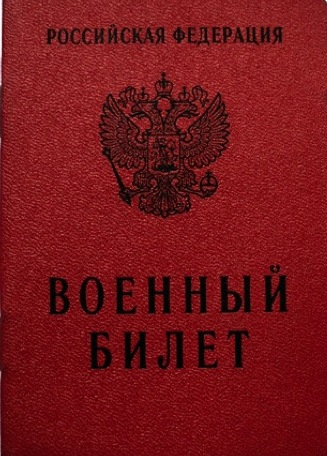 РОССИЙСКАЯ ФЕДЕРАЦИЯ
ВОЕННЫЙ
БИЛЕТ